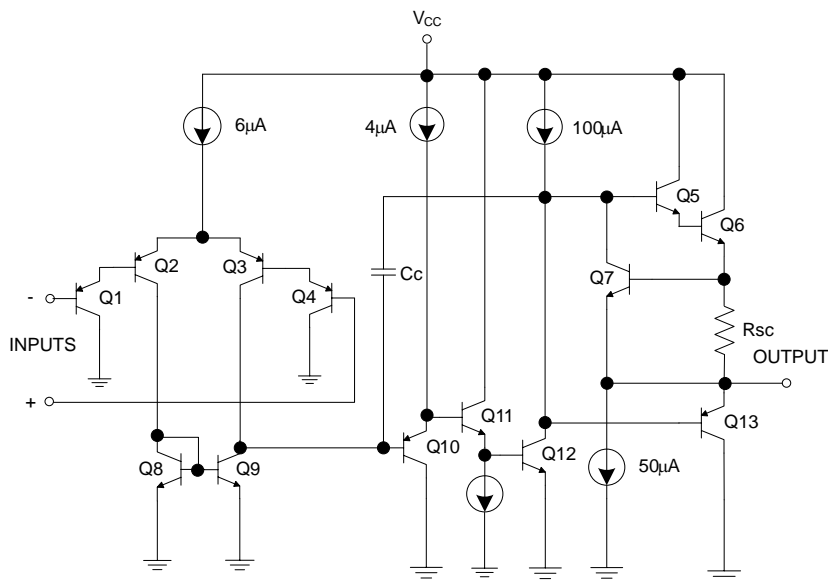 VCC
6µA
4µA
100µA
Q5
Q6
Q2
Q3
Q7
Cc
-
Q1
Q4
Rsc
INPUTS
OUTPUT
+
Q11
Q13
Q10
Q12
Q8
Q9
50µA